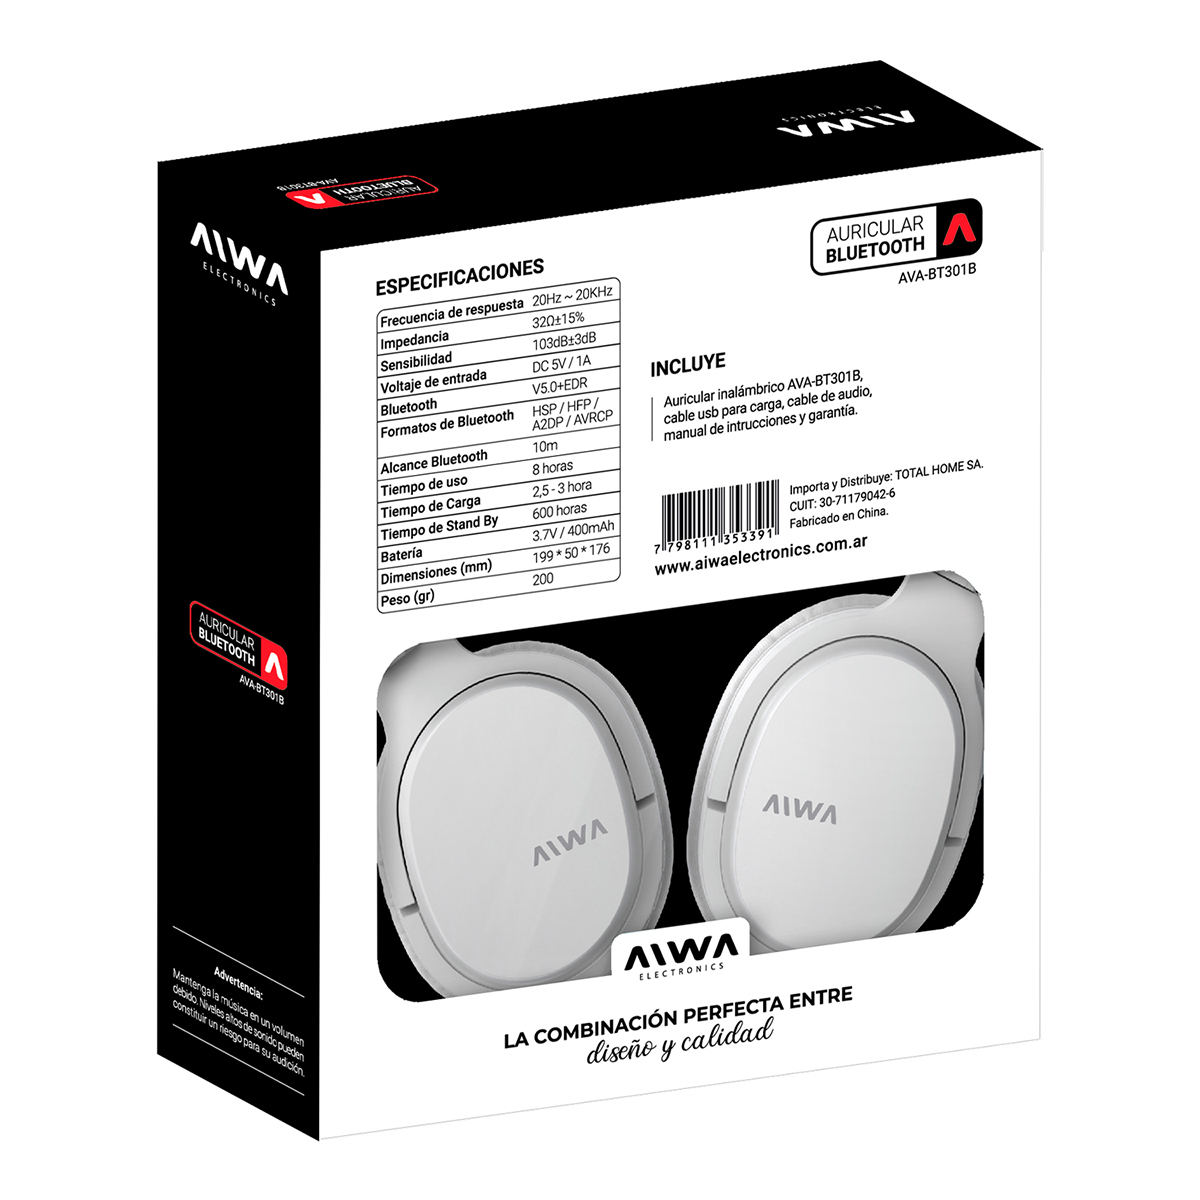 AIWA
ELECTRONICS
AURICULAR
BLUETOOTH
AVA-BT301B
AIWA
ELECTRONICS
AURICULAR
BLUETOOTH
AVA-BT301B
Advertencia:
Mantenga la música en un volumen
debido. Niveles altos de sonido pueden
constituir un riesgo para su audición.
AURICULAR
BLUETOOTH
AVA-BT301B
ESPECIFICACIONES
Frecuencia de respuesta 20Hz ~ 20KHz
Impedancia 32Ω±15%
Sensibilidad 103dB±3dB
Voltaje de entrada DC 5V / 1A
Bluetooth V5.0+EDR
Formatos de Bluetooth HSP / HFP /
A2DP / AVRCP
Alcance Bluetooth 10m
Tiempo de uso 8 horas
Tiempo de Carga 2,5 - 3 hora
Tiempo de Stand By 600 horas
Batería 3.7V / 400mAh
Dimensiones (mm) 199 * 50 * 176
Peso (gr) 200
INCLUYE
Auricular inalámbrico AVA-BT301B,
cable usb para carga, cable de audio,
manual de intrucciones y garantía.
7 798111 353391
Importa y Distribuye: TOTAL HOME SA.
CUIT: 30-71179042-6
Fabricado en China.
www.aiwaelectronics.com.ar
AIWA
AIWA
AIWA
ELECTRONICS
LA COMBINACIÓN PERFECTA ENTRE
diseño y calidad